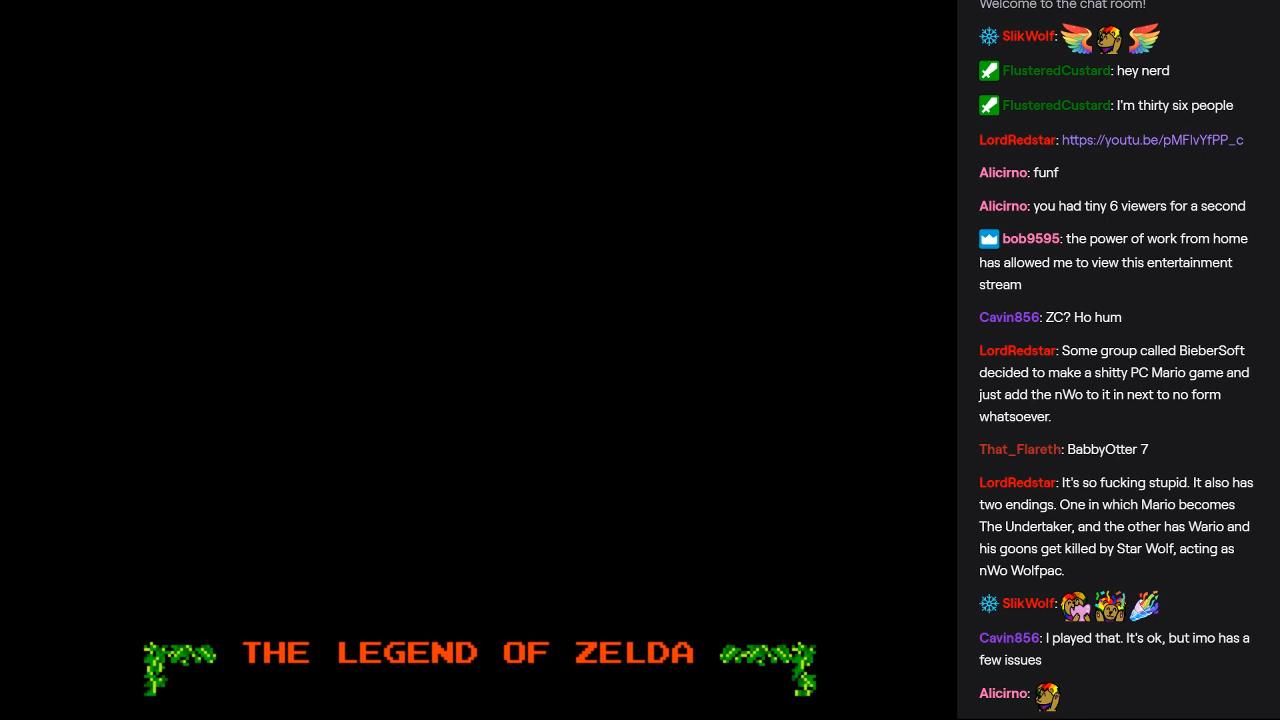 Welcome to the chat room!
SlikWolf:
FlusteredCustard: hey nerd
FlusteredCustard: I'm thirty six people
LordRedstar: https://youtu.be/pMFlvYfPP_c
Alicirno: funf
Alicirno: you had tiny 6 viewers for a second
bob9595: the power of work from home
has allowed me to view this entertainment
stream
Cavin856: ZC? Ho hum
LordRedstar: Some group called BieberSoft
decided to make a shitty PC Mario game and
just add the nWo to it in next to no form
whatsoever.
That_Flareth: BabbyOtter 7
LordRedstar: It's so fucking stupid. It also has
two endings. One in which Mario becomes
The Undertaker, and the other has Wario and
his goons get killed by Star Wolf, acting as
nWo Wolfpac.
SlikWolf:
Cavin856: I played that. It's ok, but imo has a
few issues
Alicirno:
THE LEGEND OF ZELDA